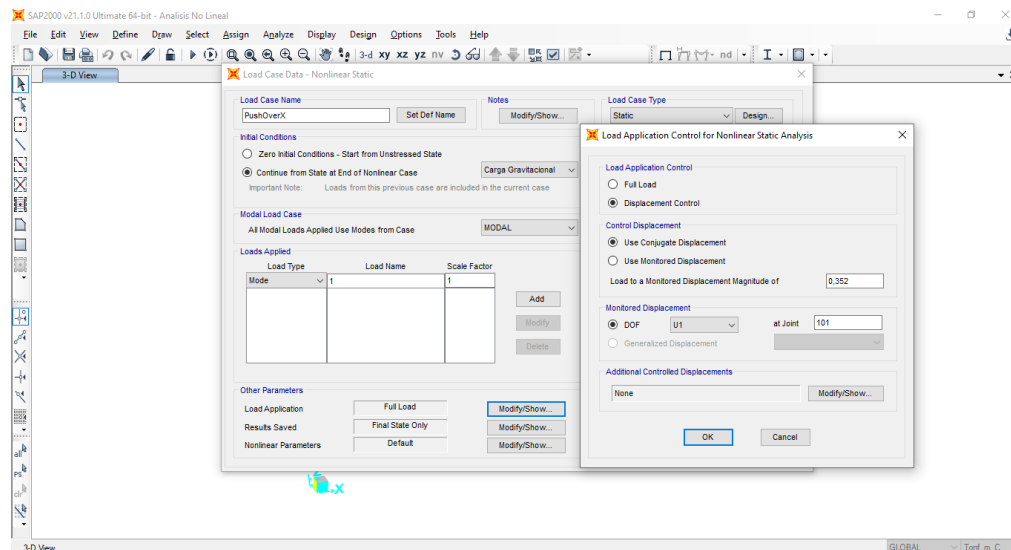 SAP2000 v21.1.0 Ultimate 64-bit - Analisis No Lineal
File Edit View Define Draw Select Assign Analyze Display Design Options Tools Help
3-d xy xz yz nv nd
3-D View
Load Case Data - Nonlinear Static
Load Case Name
Notes
Load Case Type
PushOverX
Set Def Name
Modify/Show...
Static
Design...
Initial Conditions
Zero Initial Conditions - Start from Unstressed State
Continue from State at End of Nonlinear Case
Carga Gravitacional
Important Note: Loads from this previous case are included in the current case
Modal Load Case
All Modal Loads Applied Use Modes from Case
MODAL
Loads Applied
Load Type Load Name Scale Factor
Mode 1 1
Add
Modify
Delete
Other Parameters
Load Application Full Load Modify/Show...
Results Saved Final State Only Modify/Show...
Nonlinear Parameters Default Modify/Show...
Load Application Control for Nonlinear Static Analysis
Load Application Control
Full Load
Displacement Control
Control Displacement
Use Conjugate Displacement
Use Monitored Displacement
Load to a Monitored Displacement Magnitude of 0,352
Monitored Displacement
DOF U1 at Joint 101
Generalized Displacement
Additional Controlled Displacements
None
Modify/Show...
OK
Cancel
all
PS
clr
X
3-D View
GLOBAL
Tonf, m, C